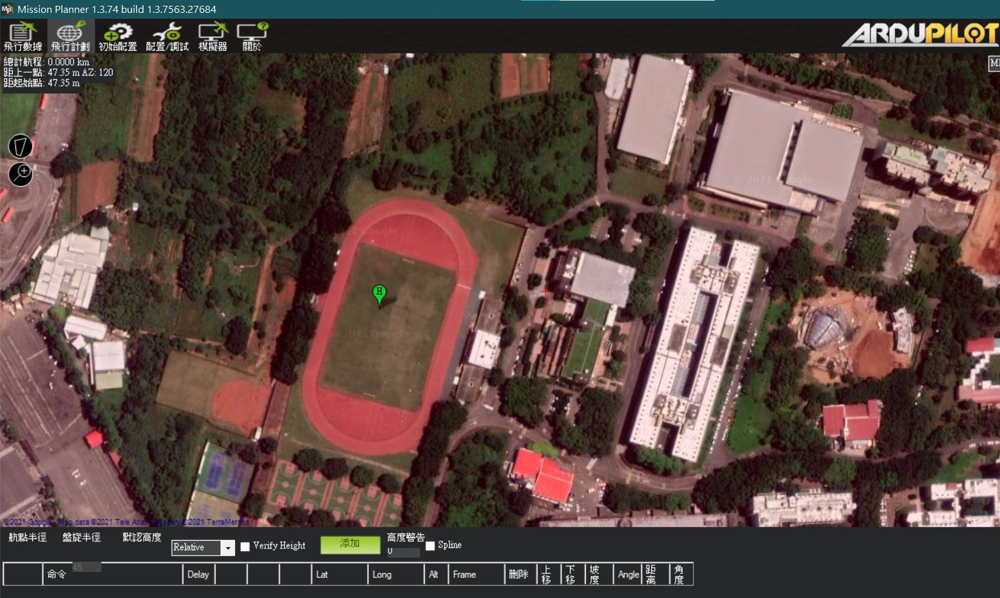 Mission Planner 1.3.74 build 1.3.7563.27684
飛行數據 飛行計劃 初始配置 配置/調試 模擬器 關於
ARDUPILOT
總計航程: 0.0000 km
距上一點: 47.35 m AZ: 120
距起始點: 47.35 m
© 2021 Google
H
©2021 Google - Map data ©2021 Tele Atlas, Imagery ©2021 TerraMetrics
航點半徑 盤旋半徑 默認高度 Relative Verify Height 添加 高度警告 0 Spline
45
命令 Delay Lat Long Alt Frame 刪除 上移 下移 坡度 Angle 距离 角度